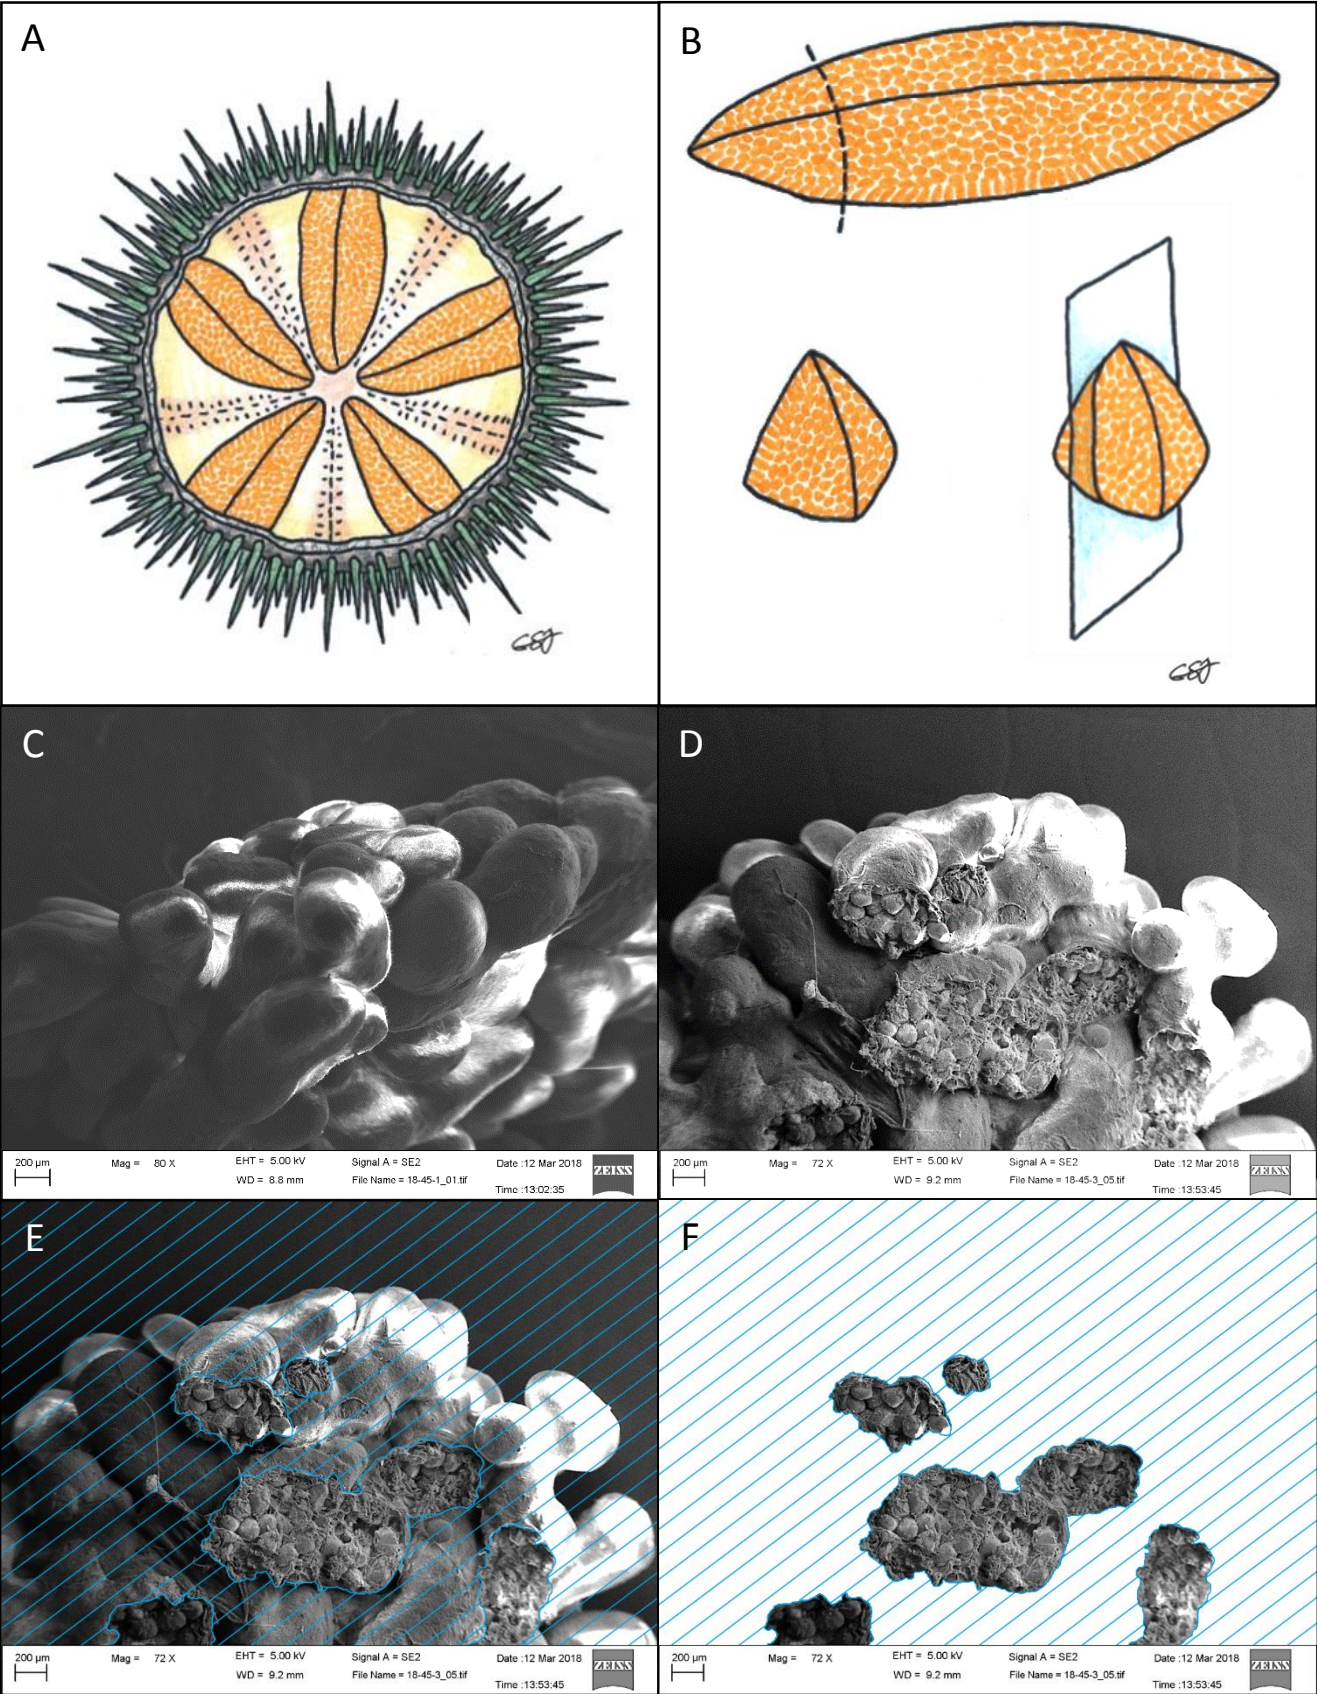 A
B
C
200 µm
Mag = 80 X
EHT = 5.00 kV
WD = 8.8 mm
Signal A = SE2
File Name = 18-45-1_01.tif
Date :12 Mar 2018
Time :13:02:35
ZEISS
D
200 µm
Mag = 72 X
EHT = 5.00 kV
WD = 9.2 mm
Signal A = SE2
File Name = 18-45-3_05.tif
Date :12 Mar 2018
Time :13:53:45
ZEISS
E
200 µm
Mag = 72 X
EHT = 5.00 kV
WD = 9.2 mm
Signal A = SE2
File Name = 18-45-3_05.tif
Date :12 Mar 2018
Time :13:53:45
ZEISS
F
200 µm
Mag = 72 X
EHT = 5.00 kV
WD = 9.2 mm
Signal A = SE2
File Name = 18-45-3_05.tif
Date :12 Mar 2018
Time :13:53:45
ZEISS